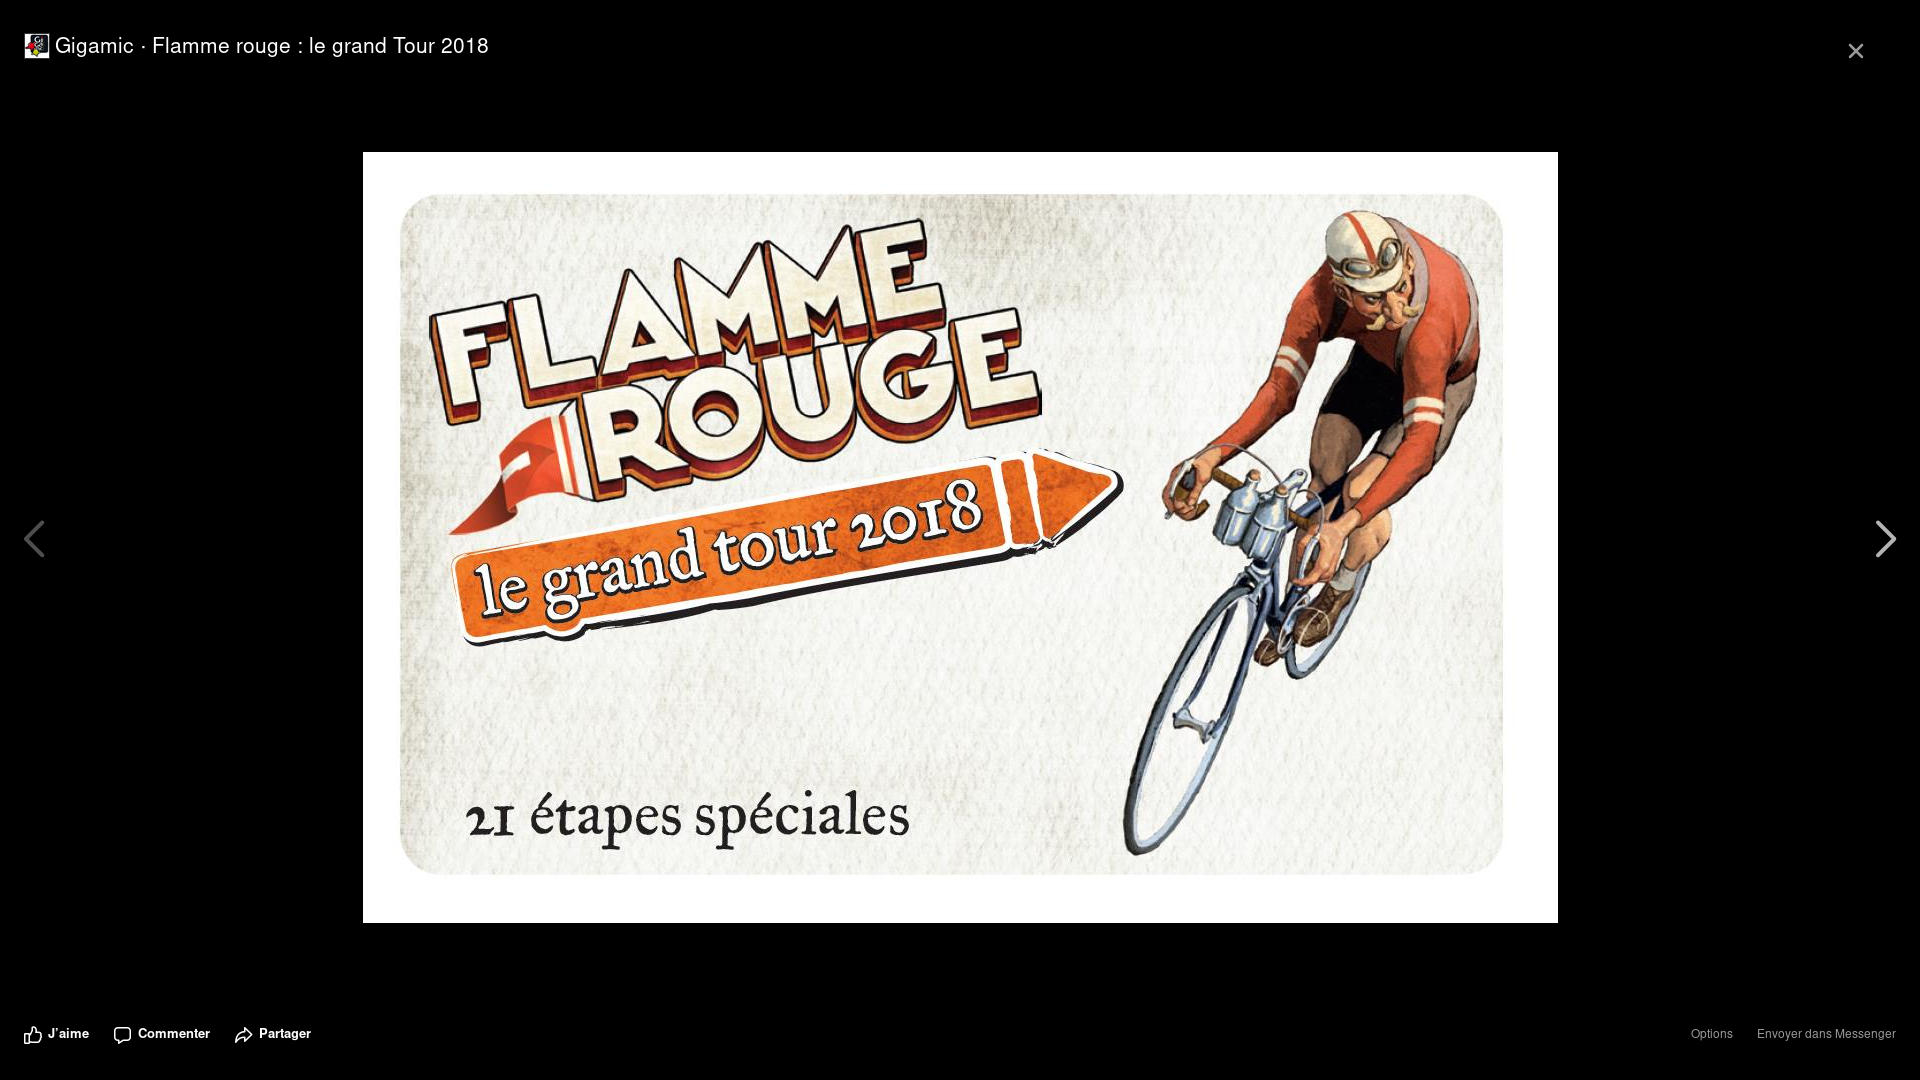 Gigamic · Flamme rouge : le grand Tour 2018
FLAMME
ROUGE
le grand tour 2018
21 étapes spéciales
J'aime
Commenter
Partager
Options
Envoyer dans Messenger